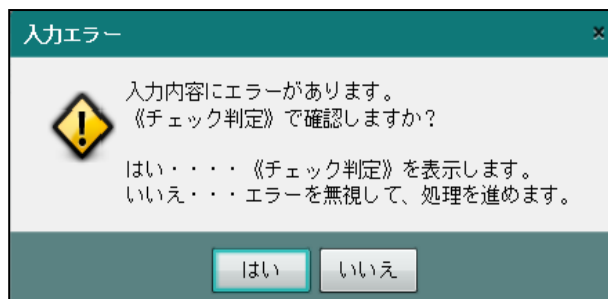 入力エラー
入力内容にエラーがあります。
《チェック判定》で確認しますか？
はい・・・・《チェック判定》を表示します。
いいえ・・・エラーを無視して、処理を進めます。
はい
いいえ